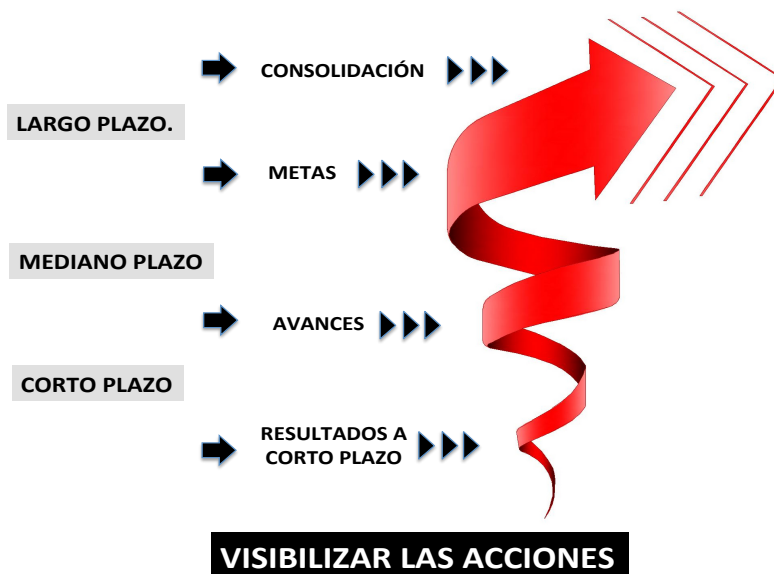 CONSOLIDACIÓN
LARGO PLAZO.
METAS
MEDIANO PLAZO
AVANCES
CORTO PLAZO
RESULTADOS A
CORTO PLAZO
VISIBILIZAR LAS ACCIONES